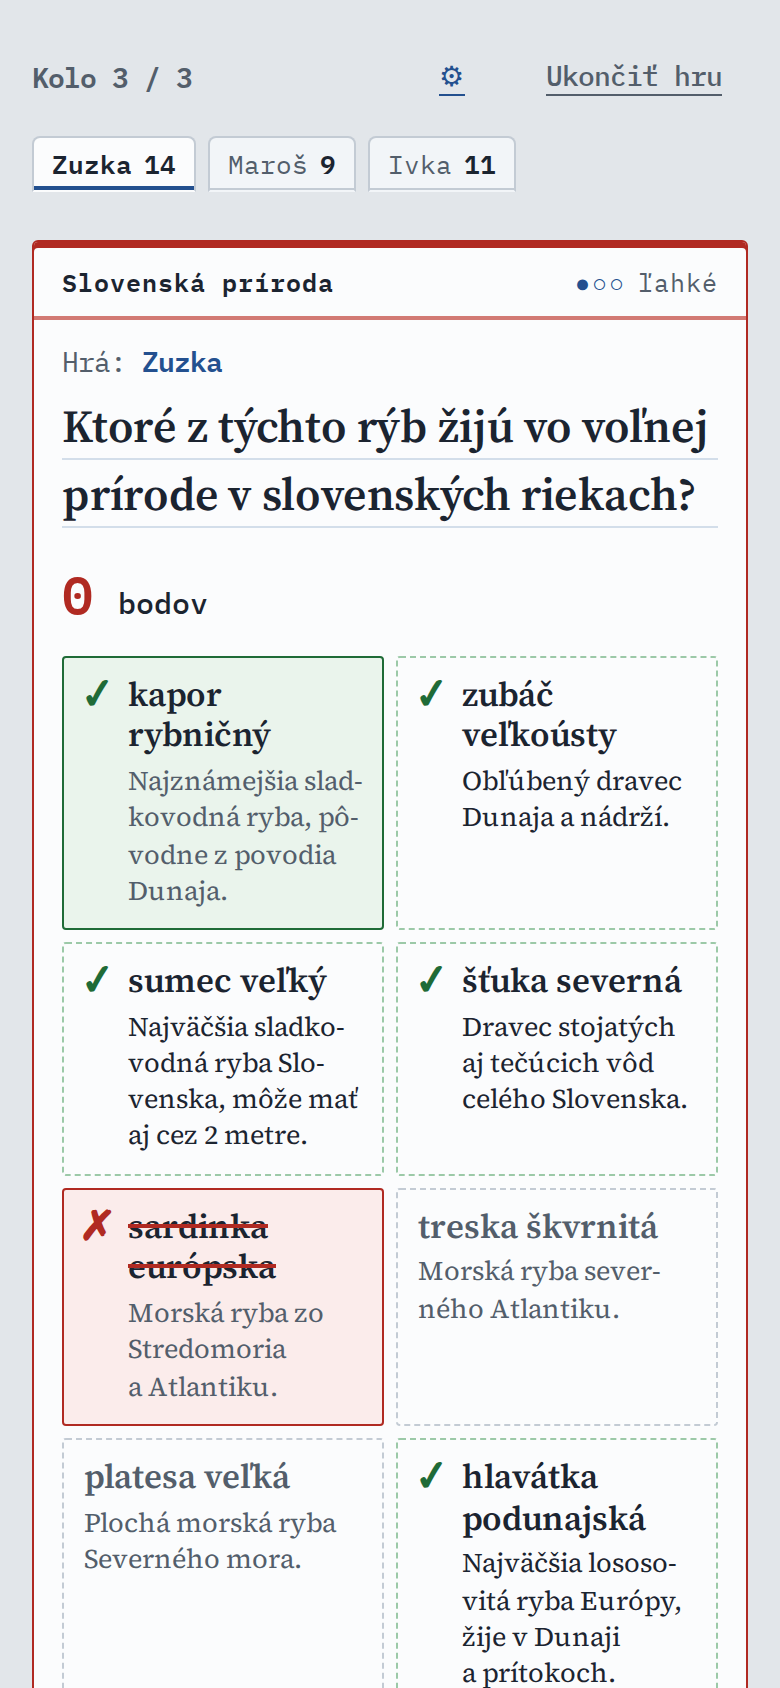 Kolo 3 / 3 ⚙ Ukončiť hru
Zuzka 14 Maroš 9 Ivka 11
Slovenská príroda ●○○ ľahké
Hrá: Zuzka
Ktoré z týchto rýb žijú vo voľnej
prírode v slovenských riekach?
0 bodov
✓ kapor
rybničný
Najznámejšia slad-
kovodná ryba, pô-
vodne z povodia
Dunaja.
✓ zubáč
veľkoústy
Obľúbený dravec
Dunaja a nádrží.
✓ sumec veľký
Najväčšia sladko-
vodná ryba Slo-
venska, môže mať
aj cez 2 metre.
✓ šťuka severná
Dravec stojatých
aj tečúcich vôd
celého Slovenska.
✗ sardinka
európska
Morská ryba zo
Stredomoria
a Atlantiku.
treska škvrnitá
Morská ryba sever-
ného Atlantiku.
platesa veľká
Plochá morská ryba
Severného mora.
✓ hlavátka
podunajská
Najväčšia lososo-
vitá ryba Európy,
žije v Dunaji
a prítokoch.